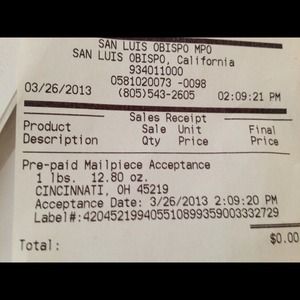 SAN LUIS OBISPO MPO
SAN LUIS OBISPO, California
934011000
0581020073 -0098
03/26/2013 (805)543-2605 02:09:21 PM
Sales Receipt
Product Sale Unit Final
Description Qty Price Price
Pre-paid Mailpiece Acceptance
1 lbs. 12.80 oz.
CINCINNATI, OH 45219
Acceptance Date: 3/26/2013 2:09:20 PM
Label#:420452199405510899359003332729
$0.00
Total: